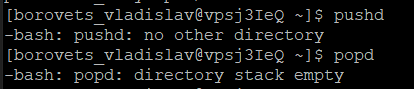 [borovets_vladislav@vpsj3IeQ ~]$ pushd
-bash: pushd: no other directory
[borovets_vladislav@vpsj3IeQ ~]$ popd
-bash: popd: directory stack empty